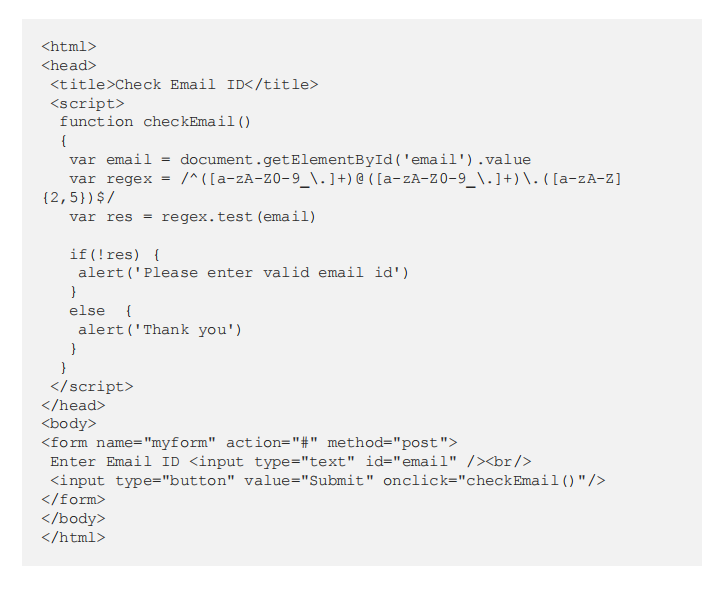 <html>
<head>
<title>Check Email ID</title>
<script>
function checkEmail()
{
var email = document.getElementById('email').value
var regex = /^([a-zA-Z0-9_\.]+)@([a-zA-Z0-9_\.]+)\.([a-zA-Z]
{2,5})$/
var res = regex.test(email)
if(!res) {
alert('Please enter valid email id')
}
else {
alert('Thank you')
}
}
</script>
</head>
<body>
<form name="myform" action="#" method="post">
Enter Email ID <input type="text" id="email" /><br/>
<input type="button" value="Submit" onclick="checkEmail()"/>
</form>
</body>
</html>